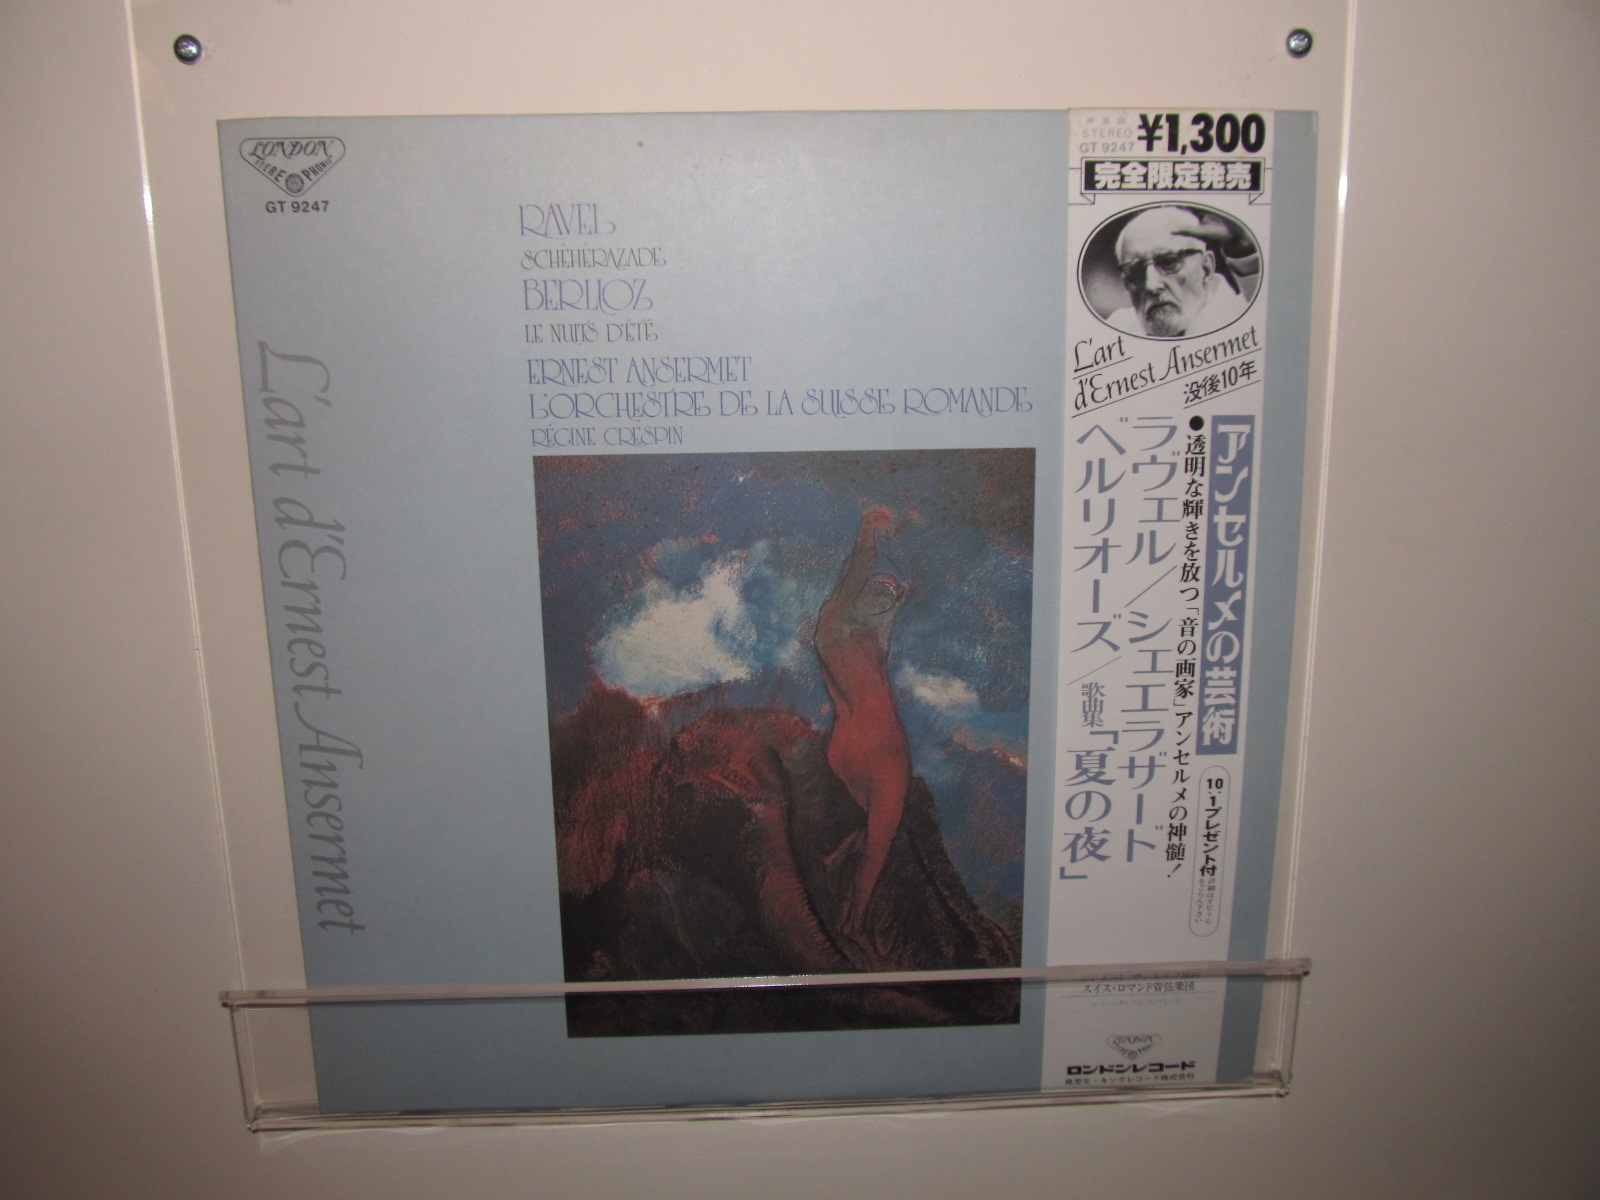 LONDON
STEREOPHONIC
GT 9247
RAVEL
SCHÉHÉRAZADE
BERLIOZ
LE NUITS D'ÉTÉ
ERNEST ANSERMET
L'ORCHESTRE DE LA SUISSE ROMANDE
RÉGINE CRESPIN
L'art d'Ernest Ansermet
STEREO
GT 9247
¥1,300
完全限定発売
L'art
d'Ernest Ansermet
没後10年
アンセルメの芸術
10.1プレゼント付
●透明な輝きを放つ「音の画家」アンセルメの神髄!
ラヴェル/シェエラザード
ベルリオーズ/歌曲集「夏の夜」
スイス・ロマンド管弦楽団
LONDON
ロンドンレコード
発売元・キングレコード株式会社